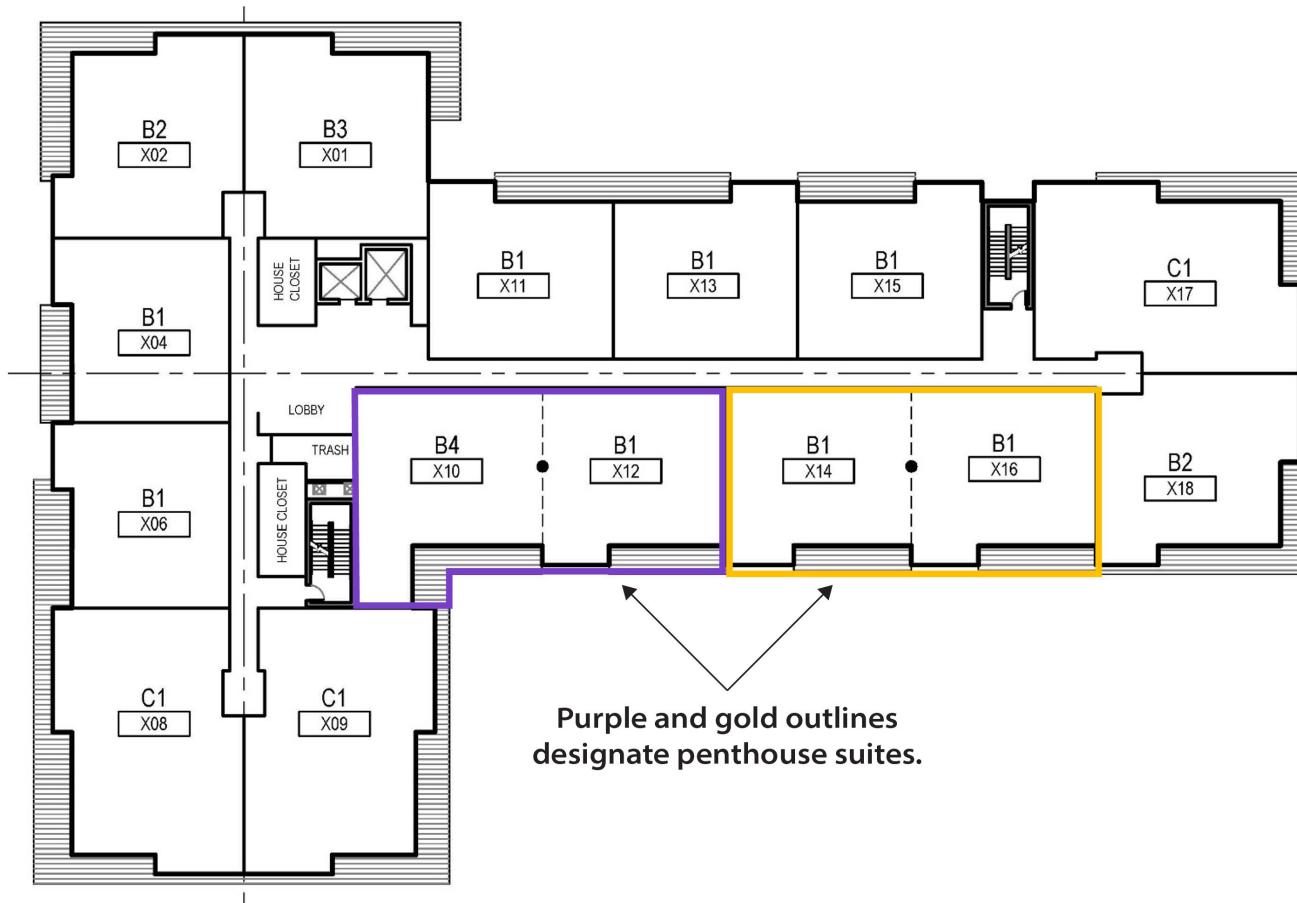 B2
X02
B3
X01
HOUSE
CLOSET
B1
X04
B1
X11
B1
X13
B1
X15
C1
X17
LOBBY
TRASH
HOUSE CLOSET
B1
X06
B4
X10
B1
X12
B1
X14
B1
X16
B2
X18
C1
X08
C1
X09
Purple and gold outlines
designate penthouse suites.